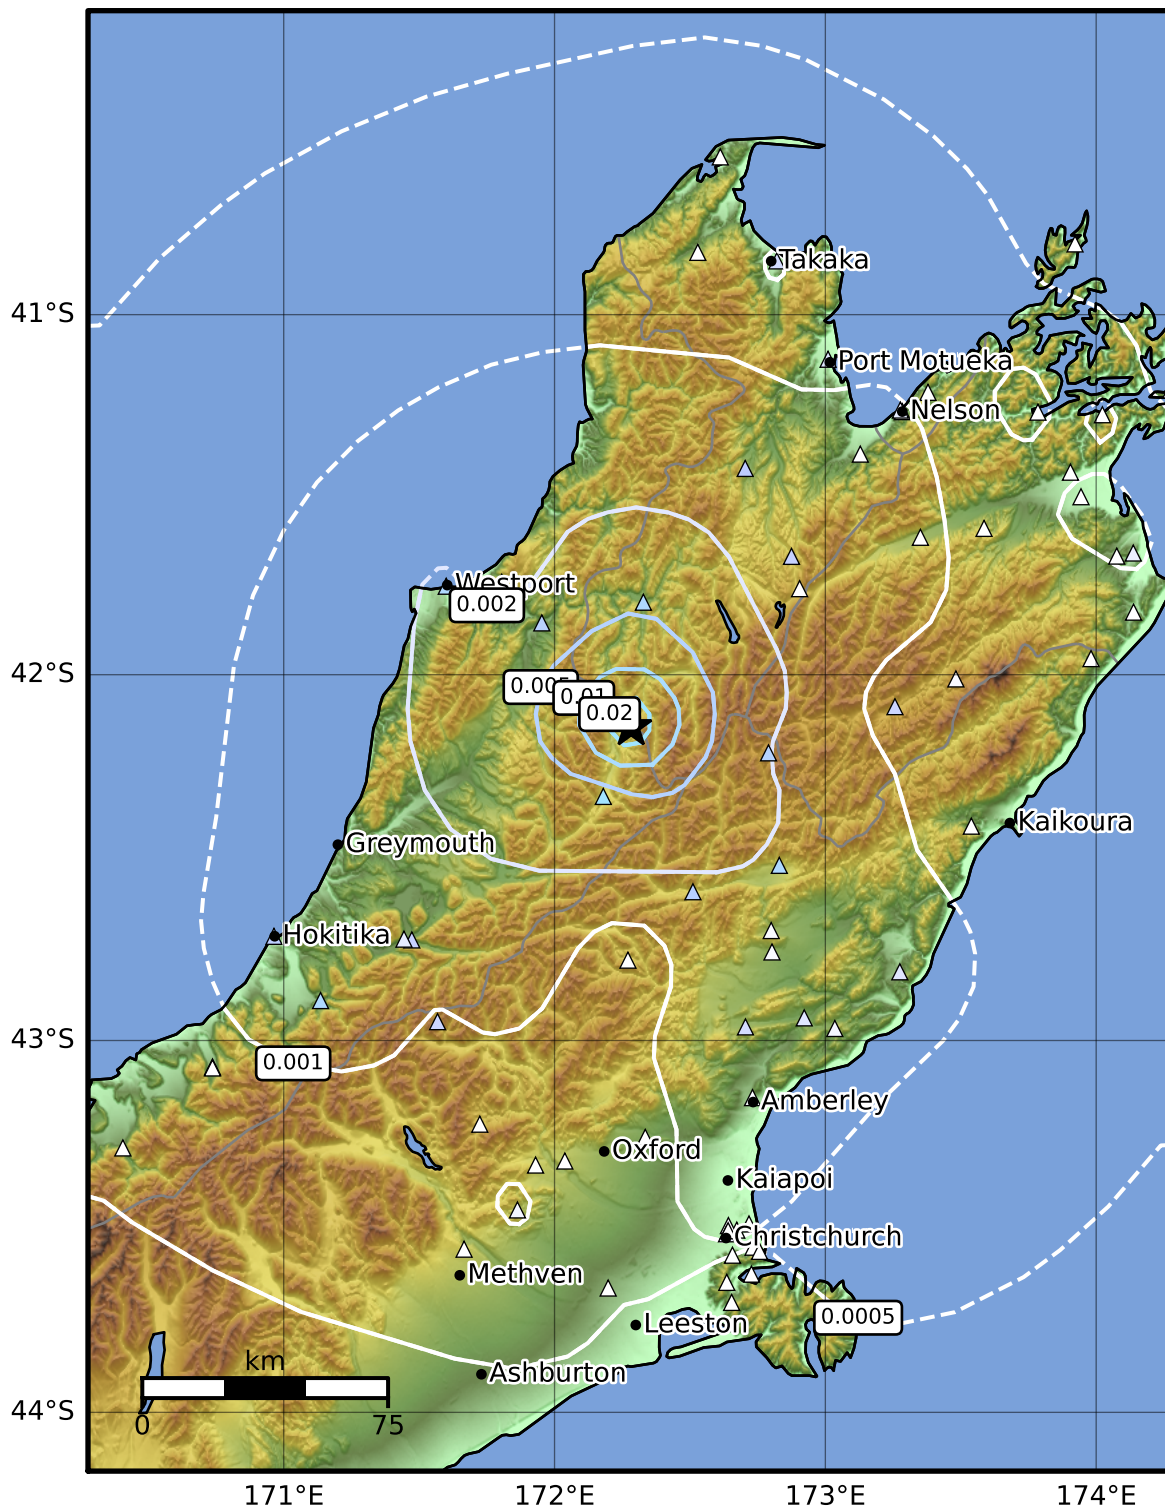 Takaka
41°S
Port Motueka
Nelson
Westport
0.002
42°S
0.005
0.01
0.02
Kaikoura
Greymouth
Hokitika
43°S
0.001
Amberley
Oxford
Kaiapoi
Christchurch
Methven
0.0005
Leeston
km
Ashburton
44°S
0 75
171°E 172°E 173°E 174°E